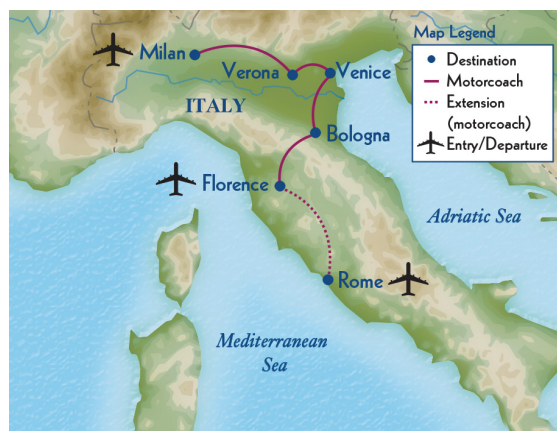 Map Legend
Destination
Motorcoach
Extension
(motorcoach)
Entry/Departure
Milan
Verona
Venice
ITALY
Bologna
Florence
Adriatic Sea
Rome
Mediterranean
Sea